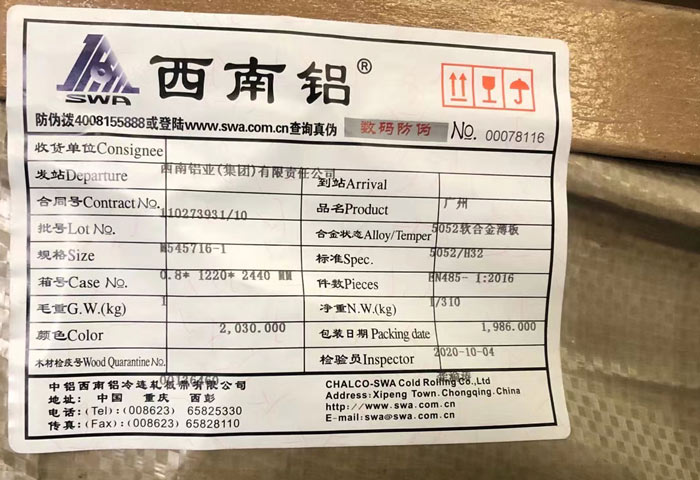 SWA
西南铝®
防伪拨4008155888或登陆www.swa.com.cn查询真伪 数码防伪 No. 00078116
收货单位Consignee
西南铝业(集团)有限责任公司
发站Departure 到站Arrival
广州
合同号Contract No. 品名Product
110273931/10 5052软合金薄板
批号Lot No. 合金状态Alloy/Temper
M545716-1 5052/H32
规格Size 标准Spec.
0.8* 1220* 2440 MM EN485- 1:2016
箱号Case No. 件数Pieces
1 1/310
毛重G.W.(kg) 净重N.W.(kg)
2,030.000 1,986.000
颜色Color 包装日期Packing date
2020-10-04
木材检疫号Wood Quarantine No. 检验员Inspector
中铝西南铝冷连轧板带有限公司 CHALCO-SWA Cold Rolling Co.,Ltd
地址: 中国 重庆 西彭 Address:Xipeng Town.Chongqing.China
电话:(Tel):(008623) 65825330 http://www.swa.com.cn
传真:(Fax):(008623) 65828110 E-mail:swa@swa.com.cn